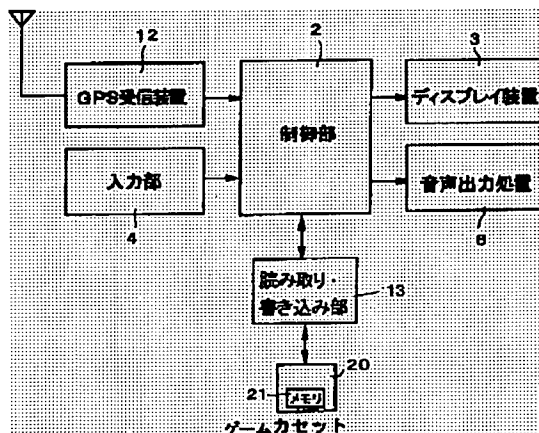 12
2
3
GPS受信装置
制御部
ディスプレイ装置
入力部
音声出力処置
4
6
読み取り・
書き込み部
13
20
21
メモリ
ゲームカセット